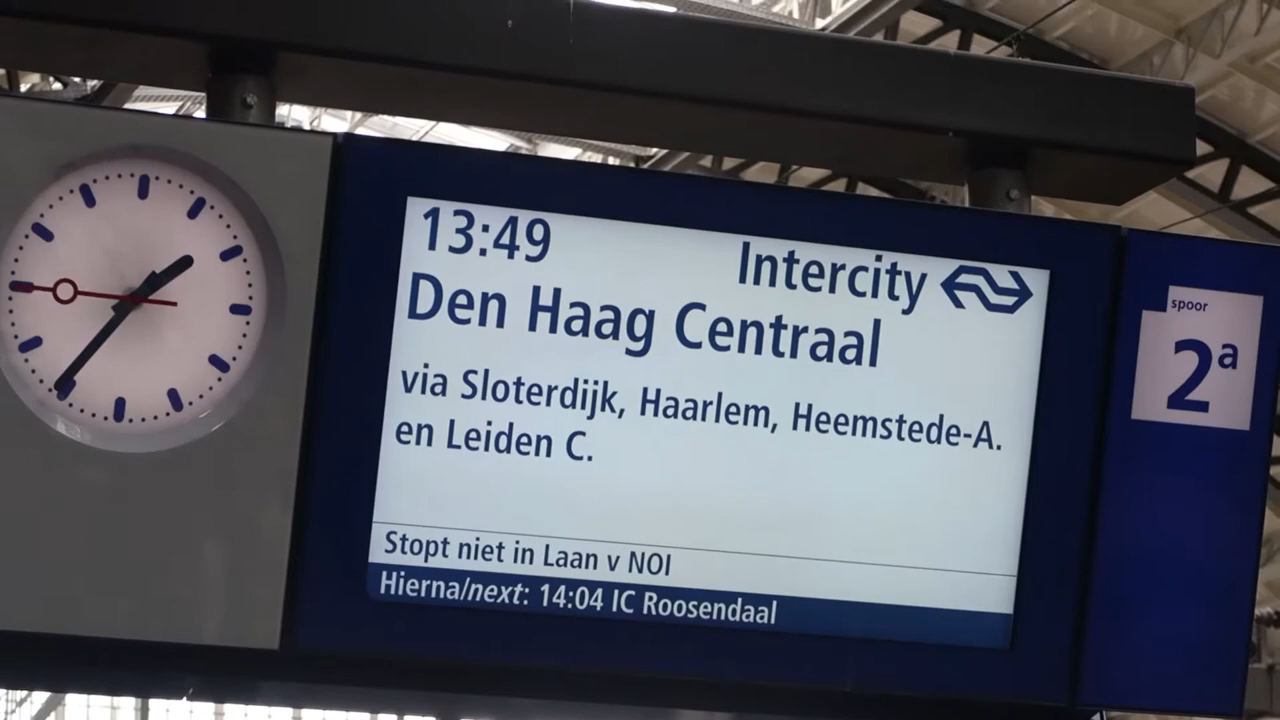 13:49
Intercity
Den Haag Centraal
via Sloterdijk, Haarlem, Heemstede-A.
en Leiden C.
Stopt niet in Laan v NOI
Hierna/next: 14:04 IC Roosendaal
spoor
2a